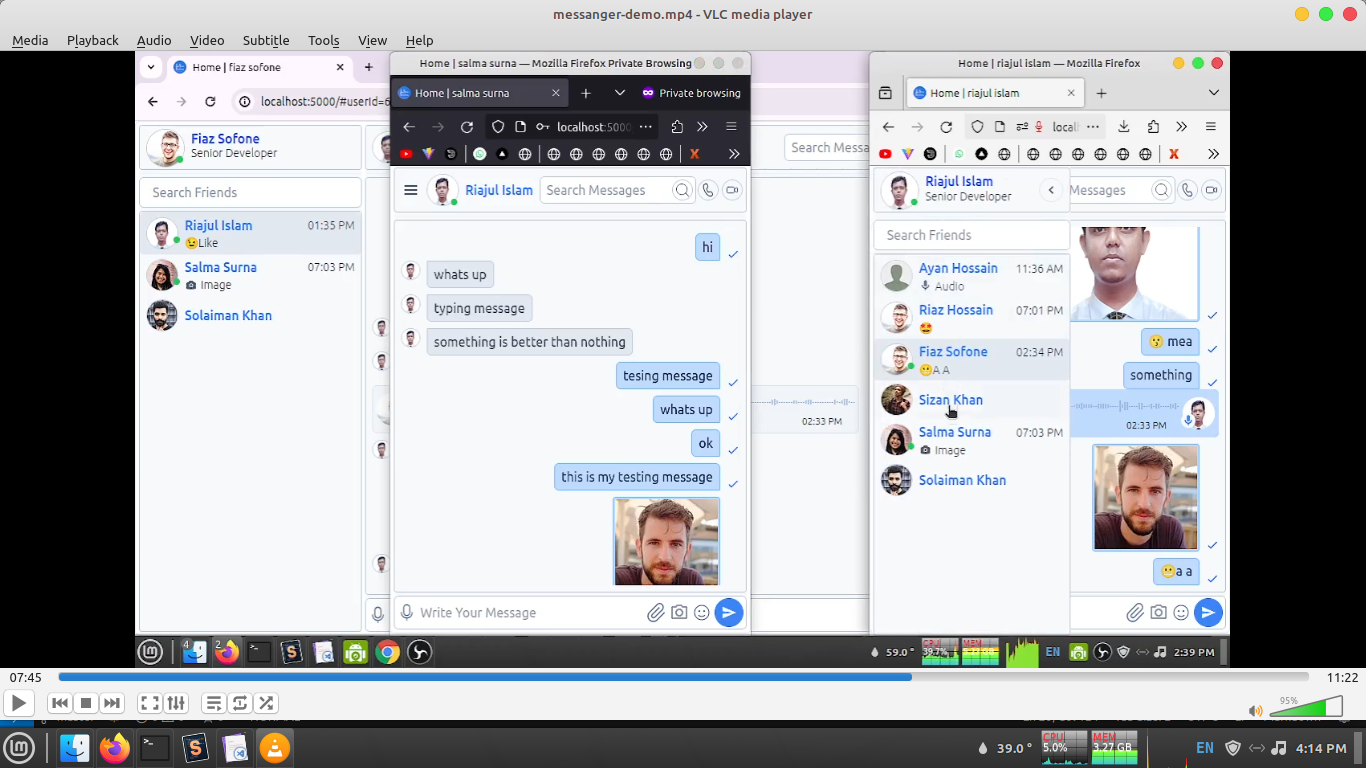 messanger-demo.mp4 - VLC media player
Media Playback Audio Video Subtitle Tools View Help
Home | fiaz sofone
localhost:5000/#userId=6
Fiaz Sofone
Senior Developer
Search Friends
Riajul Islam 01:35 PM
😉Like
Salma Surna 07:03 PM
Image
Solaiman Khan
Search Messa
02:33 PM
Home | salma surna — Mozilla Firefox Private Browsing
Home | salma surna
Private browsing
localhost:5000
Riajul Islam
Search Messages
hi
whats up
typing message
something is better than nothing
tesing message
whats up
ok
this is my testing message
Write Your Message
Home | riajul islam — Mozilla Firefox
Home | riajul islam
local
Riajul Islam
Senior Developer
Messages
Search Friends
Ayan Hossain 11:36 AM
Audio
Riaz Hossain 07:01 PM
🤩
Fiaz Sofone 02:34 PM
😬A A
Sizan Khan
Salma Surna 07:03 PM
Image
Solaiman Khan
😗 mea
something
02:33 PM
😬a a
4
2
59.0 °
CPU
39.7%
MEM
EN
2:39 PM
07:45
11:22
95%
39.0 °
CPU
5.0%
MEM
3.27 GB
EN
4:14 PM